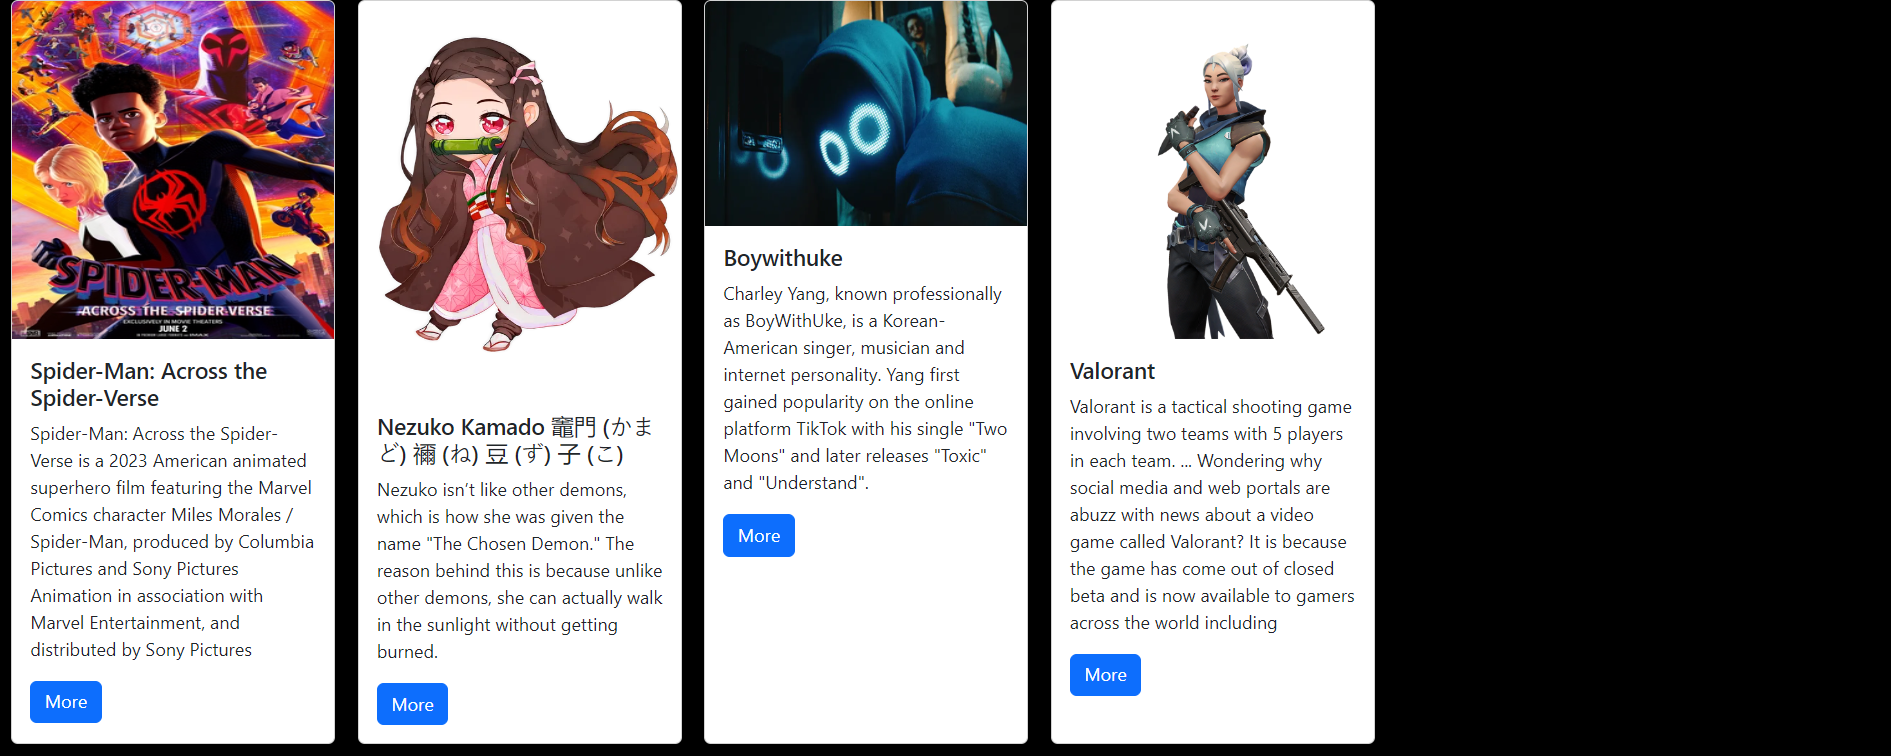 SPIDER-MAN
ACROSS THE SPIDER-VERSE
EXCLUSIVELY IN MOVIE THEATERS
JUNE 2
Spider-Man: Across the
Spider-Verse
Spider-Man: Across the Spider-
Verse is a 2023 American animated
superhero film featuring the Marvel
Comics character Miles Morales /
Spider-Man, produced by Columbia
Pictures and Sony Pictures
Animation in association with
Marvel Entertainment, and
distributed by Sony Pictures
More
Nezuko Kamado 竈門 (かま
ど) 禰 (ね) 豆 (ず) 子 (こ)
Nezuko isn’t like other demons,
which is how she was given the
name "The Chosen Demon." The
reason behind this is because unlike
other demons, she can actually walk
in the sunlight without getting
burned.
More
Boywithuke
Charley Yang, known professionally
as BoyWithUke, is a Korean-
American singer, musician and
internet personality. Yang first
gained popularity on the online
platform TikTok with his single "Two
Moons" and later releases "Toxic"
and "Understand".
More
Valorant
Valorant is a tactical shooting game
involving two teams with 5 players
in each team. ... Wondering why
social media and web portals are
abuzz with news about a video
game called Valorant? It is because
the game has come out of closed
beta and is now available to gamers
across the world including
More